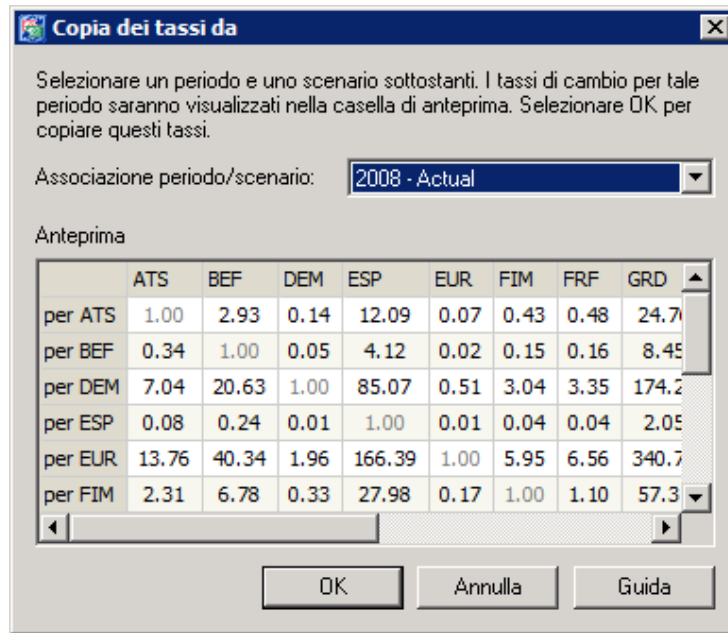 Copia dei tassi da
Selezionare un periodo e uno scenario sottostanti. I tassi di cambio per tale
periodo saranno visualizzati nella casella di anteprima. Selezionare OK per
copiare questi tassi.
Associazione periodo/scenario: 2008 - Actual
Anteprima
ATS BEF DEM ESP EUR FIM FRF GRD
per ATS 1.00 2.93 0.14 12.09 0.07 0.43 0.48
per BEF 0.34 1.00 0.05 4.12 0.02 0.15 0.16 8.45
per DEM 7.04 20.63 1.00 85.07 0.51 3.04 3.35 174.2
per ESP 0.08 0.24 0.01 1.00 0.01 0.04 0.04 2.05
per EUR 13.76 40.34 1.96 166.39 1.00 5.95 6.56 340.7
per FIM 2.31 6.78 0.33 27.98 0.17 1.00 1.10 57.3
OK Annulla Guida